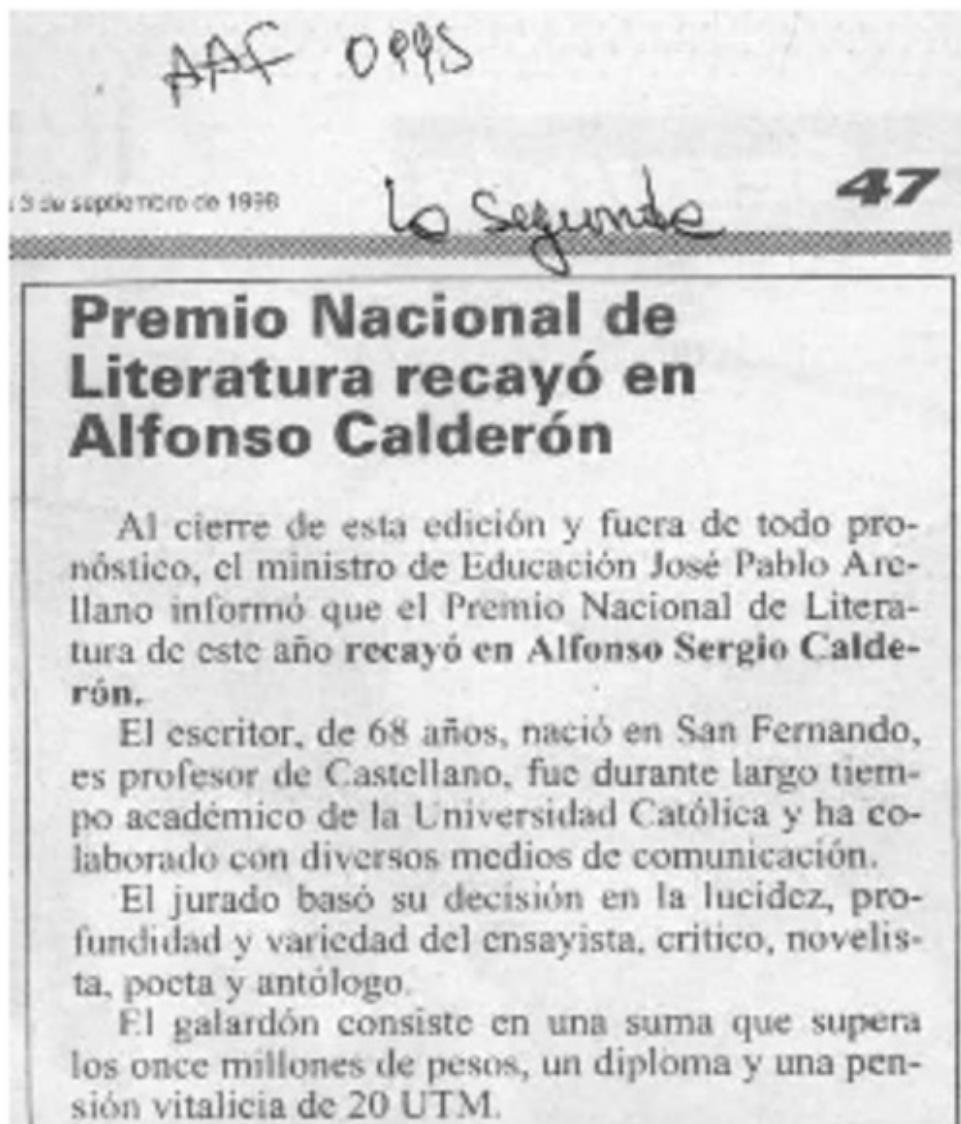 AAF 0995
3 de septiembre de 1998
La Segunda
47
Premio Nacional de
Literatura recayó en
Alfonso Calderón
Al cierre de esta edición y fuera de todo pro-
nóstico, el ministro de Educación José Pablo Are-
llano informó que el Premio Nacional de Litera-
tura de este año recayó en Alfonso Sergio Calde-
rón.
El escritor, de 68 años, nació en San Fernando,
es profesor de Castellano, fue durante largo tiem-
po académico de la Universidad Católica y ha co-
laborado con diversos medios de comunicación.
El jurado basó su decisión en la lucidez, pro-
fundidad y variedad del ensayista, crítico, novelis-
ta, poeta y antólogo.
El galardón consiste en una suma que supera
los once millones de pesos, un diploma y una pen-
sión vitalicia de 20 UTM.